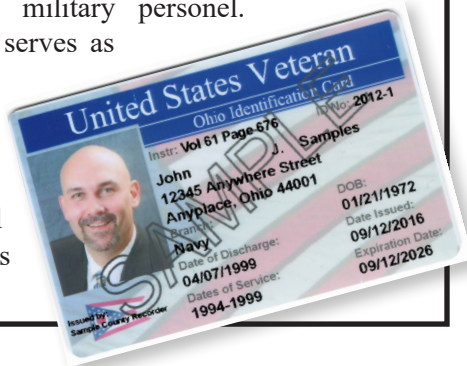 military personel.
serves as
United States Veteran
Ohio Identification Card
Instr: Vol 61 Page 676
ID No: 2012-1
John J. Samples
12345 Anywhere Street
Anyplace, Ohio 44001
Branch:
Navy
Date of Discharge:
04/07/1999
Dates of Service:
1994-1999
DOB:
01/21/1972
Date Issued:
09/12/2016
Expiration Date:
09/12/2026
Issued by:
Sample County Recorder
SAMPLE